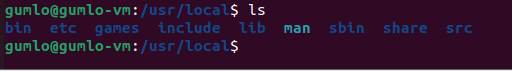 gumlo@gumlo-vm:/usr/local$ ls
bin etc games include lib man sbin share src
gumlo@gumlo-vm:/usr/local$